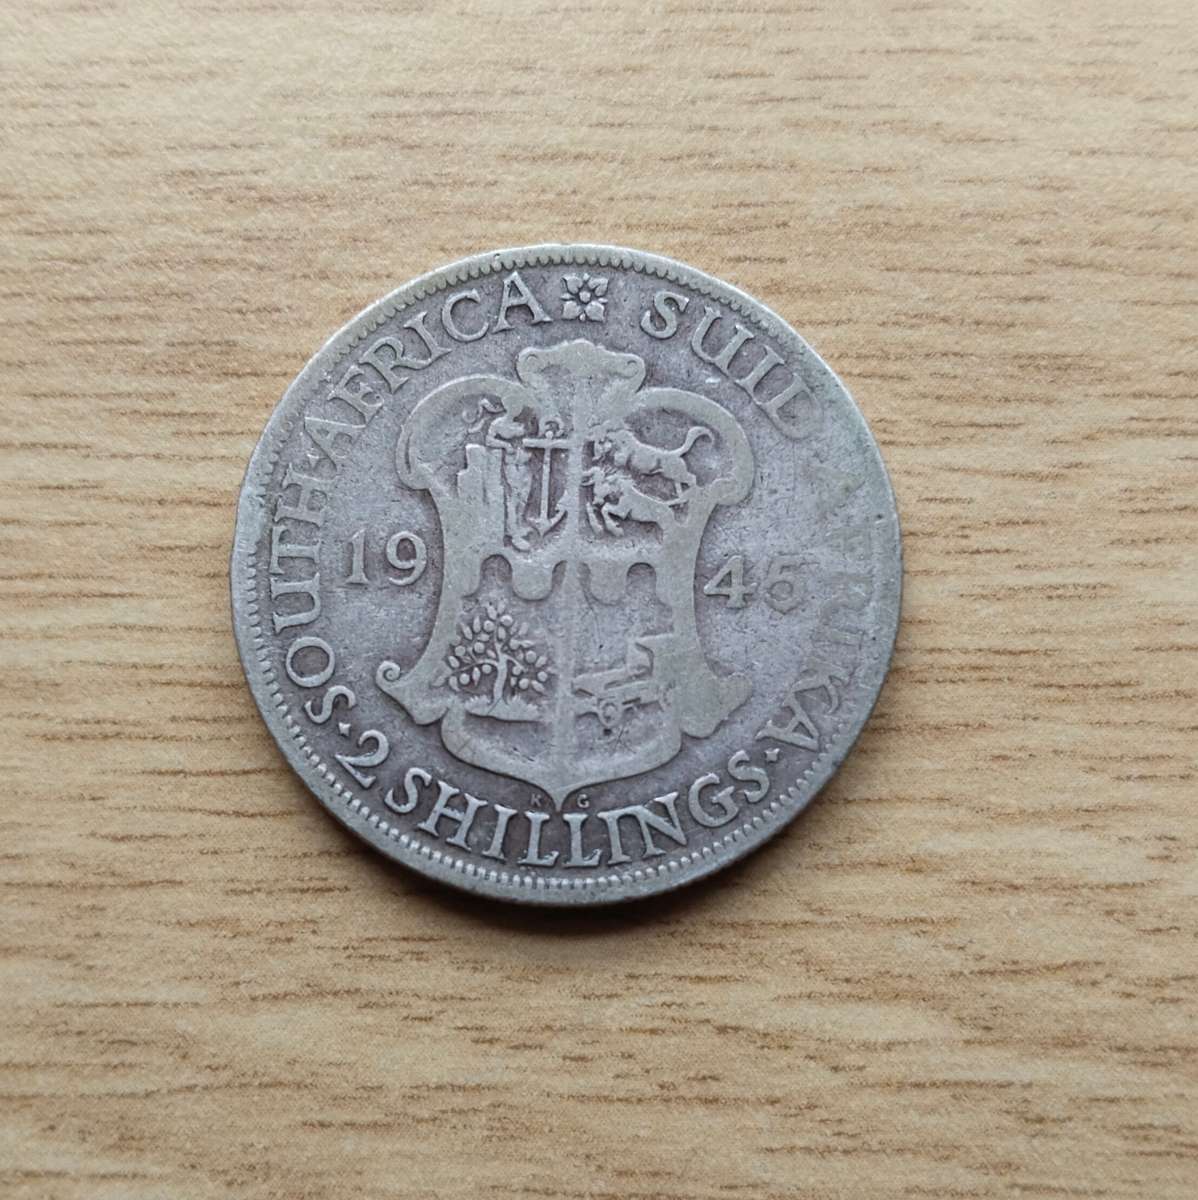 SOUTH·AFRICA
SUID AFRIKA
19 45
·2 SHILLINGS·
K G